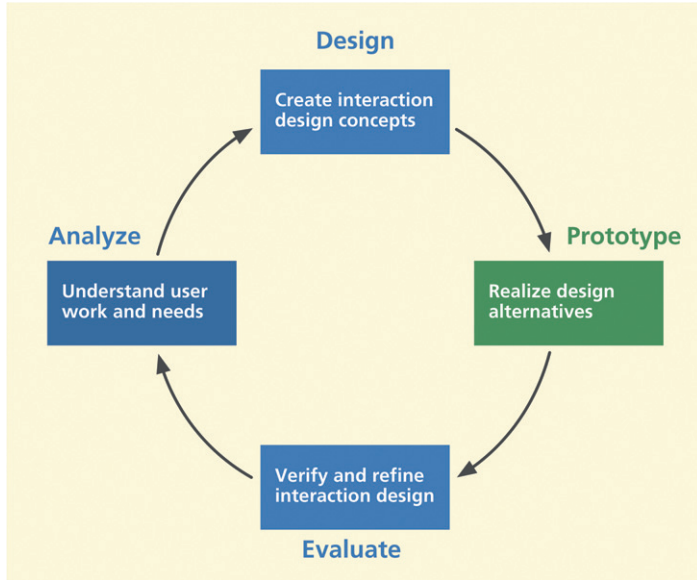 Design
Create interaction
design concepts
Analyze
Prototype
Understand user
work and needs
Realize design
alternatives
Verify and refine
interaction design
Evaluate